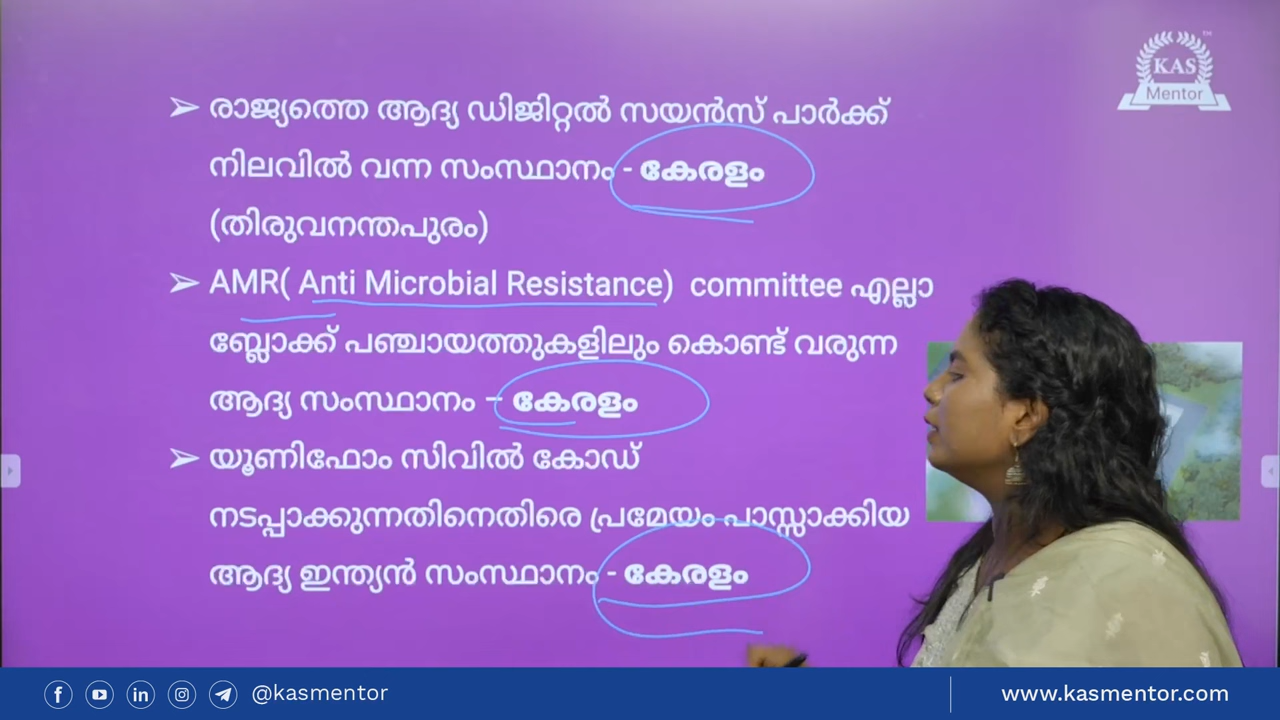 KAS
Mentor
TM
➢ രാജ്യത്തെ ആദ്യ ഡിജിറ്റൽ സയൻസ് പാർക്ക്
നിലവിൽ വന്ന സംസ്ഥാനം - കേരളം
(തിരുവനന്തപുരം)
➢ AMR( Anti Microbial Resistance) committee എല്ലാ
ബ്ലോക്ക് പഞ്ചായത്തുകളിലും കൊണ്ട് വരുന്ന
ആദ്യ സംസ്ഥാനം – കേരളം
➢ യൂണിഫോം സിവിൽ കോഡ്
നടപ്പാക്കുന്നതിനെതിരെ പ്രമേയം പാസ്സാക്കിയ
ആദ്യ ഇന്ത്യൻ സംസ്ഥാനം - കേരളം
@kasmentor
www.kasmentor.com